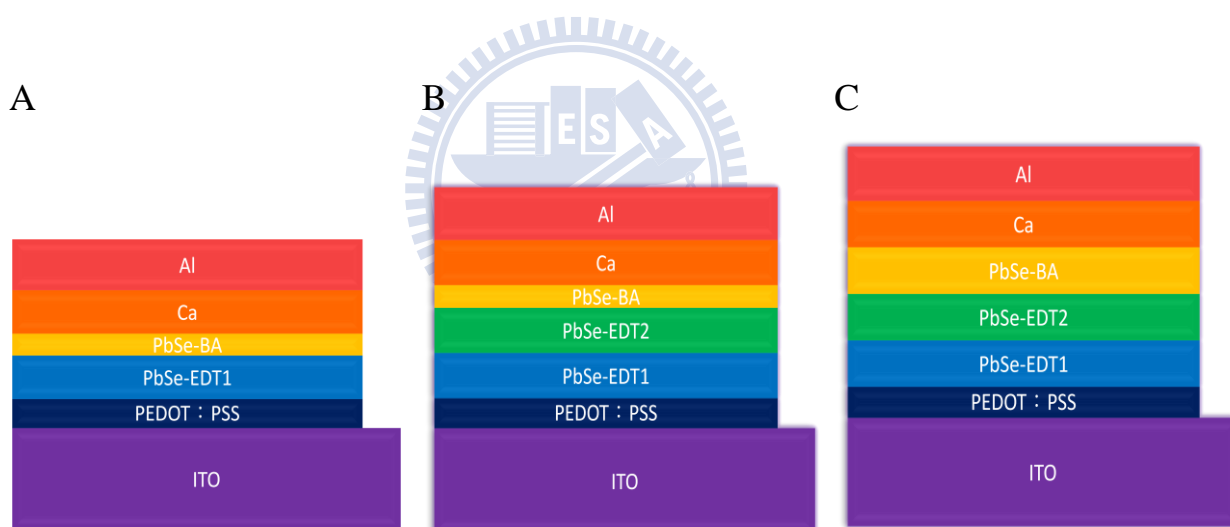 A
Al
Ca
PbSe-BA
PbSe-EDT1
PEDOT：PSS
ITO
B
E S A
Al
Ca
PbSe-BA
PbSe-EDT2
PbSe-EDT1
PEDOT：PSS
ITO
C
Al
Ca
PbSe-BA
PbSe-EDT2
PbSe-EDT1
PEDOT：PSS
ITO